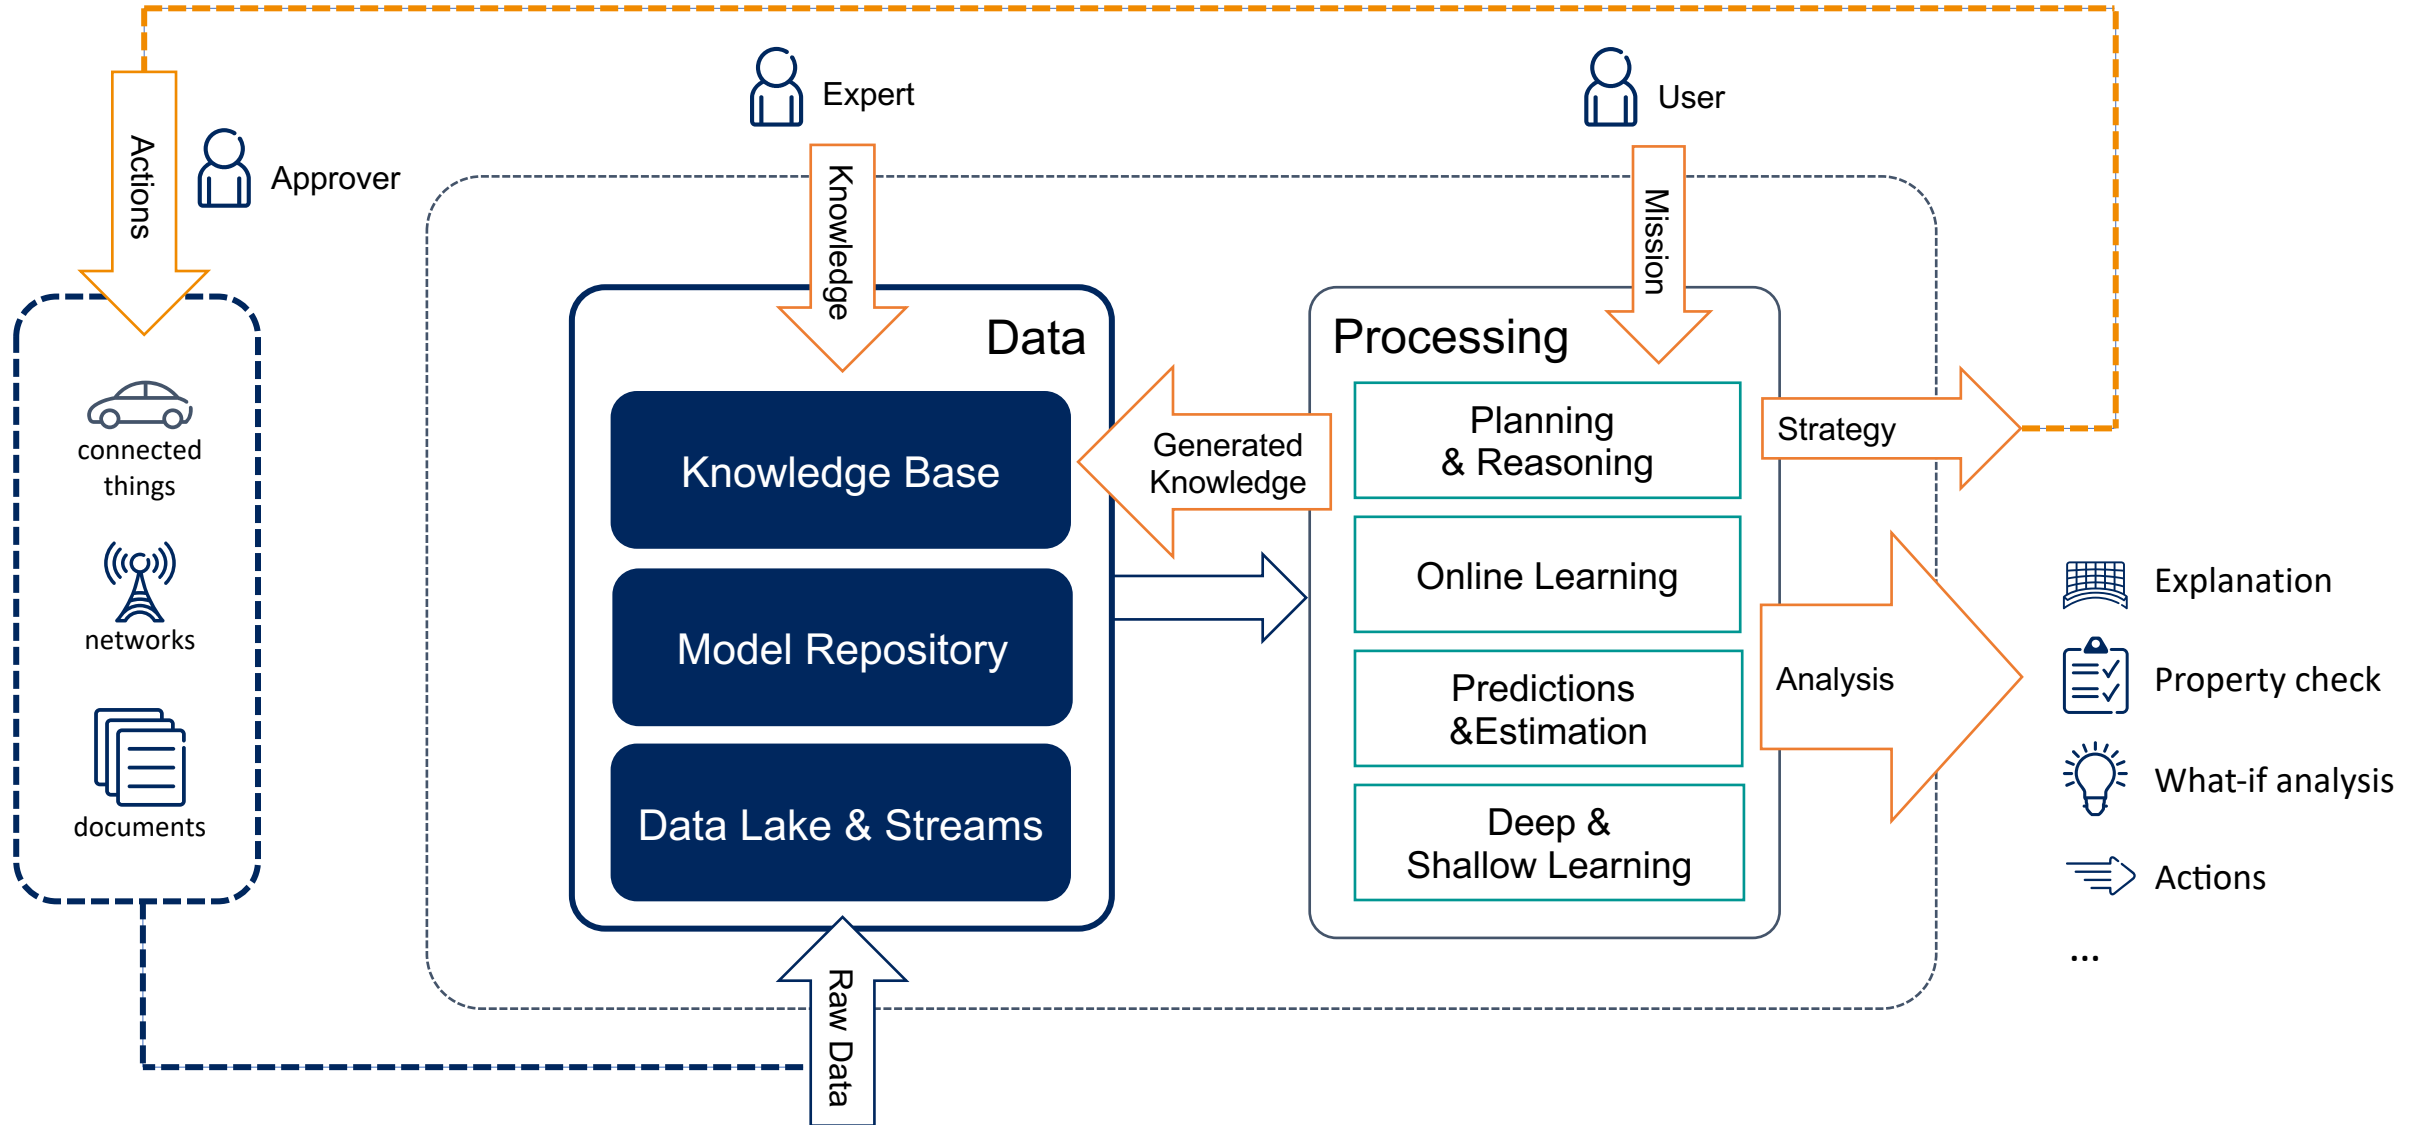 Expert
User
Actions
Approver
Knowledge
Mission
Data
Processing
connected
things
networks
documents
Knowledge Base
Model Repository
Data Lake & Streams
Generated
Knowledge
Planning
& Reasoning
Online Learning
Predictions
&Estimation
Deep &
Shallow Learning
Strategy
Analysis
Explanation
Property check
What-if analysis
Actions
...
Raw Data